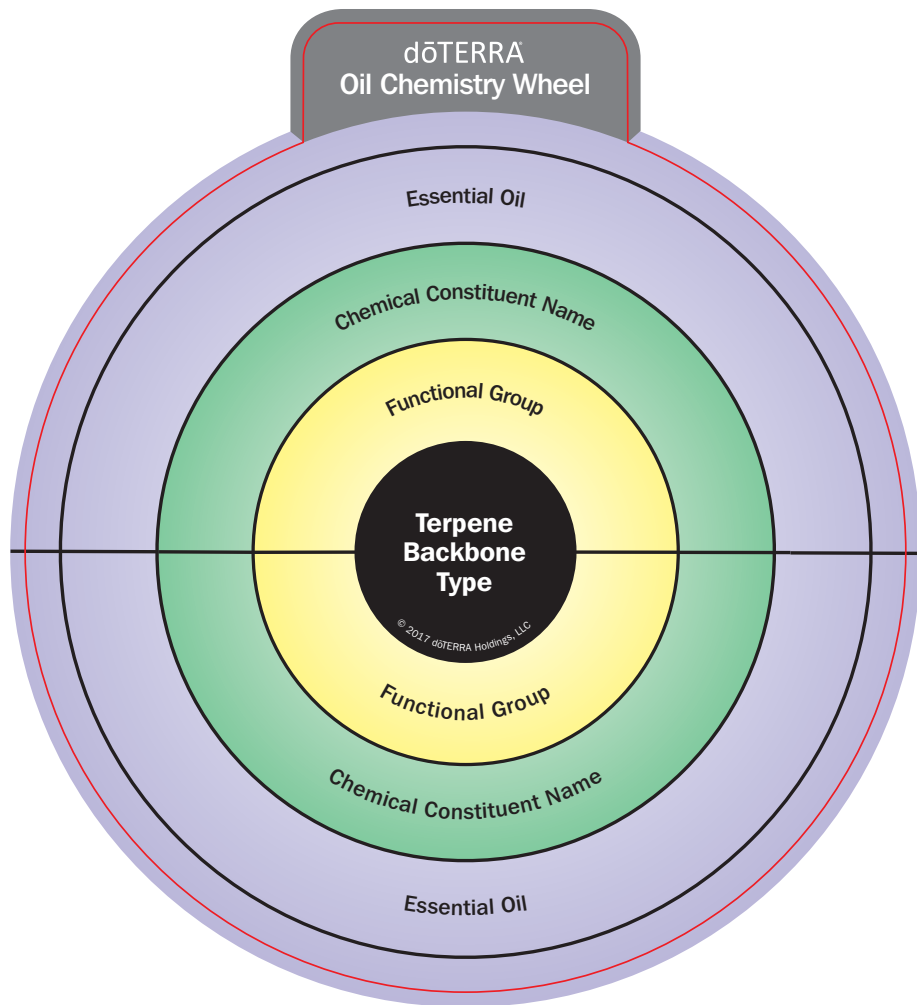 dōTERRA®
Oil Chemistry Wheel
Essential Oil
Chemical Constituent Name
Functional Group
Terpene
Backbone
Type
© 2017 dōTERRA Holdings, LLC
Functional Group
Chemical Constituent Name
Essential Oil